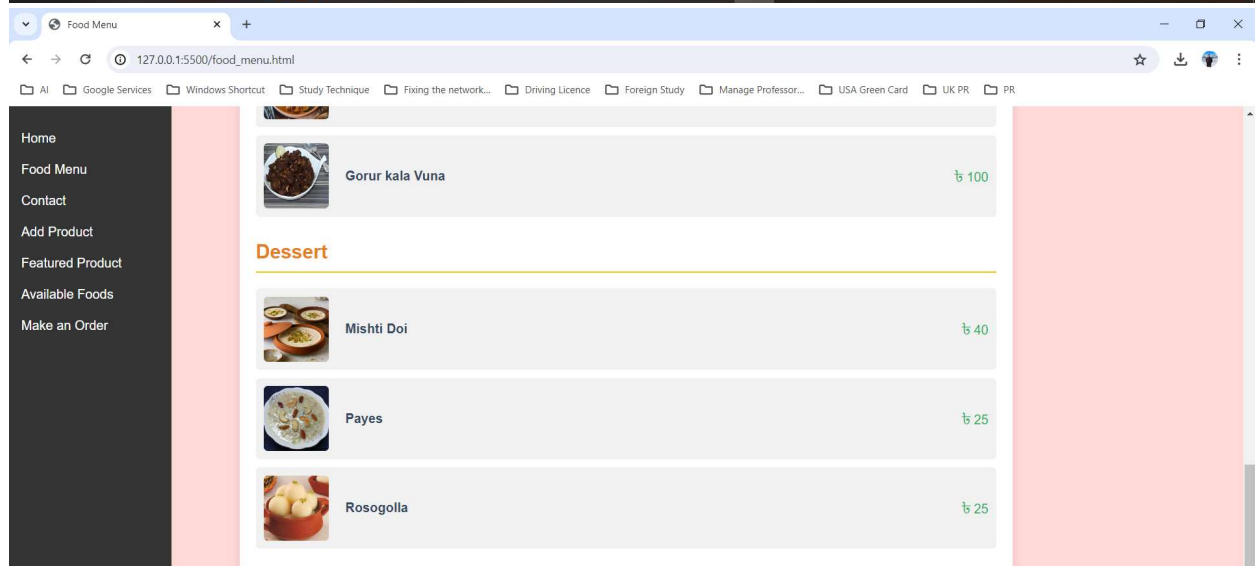 Food Menu
127.0.0.1:5500/food_menu.html
AI Google Services Windows Shortcut Study Technique Fixing the network... Driving Licence Foreign Study Manage Professor... USA Green Card UK PR PR
Home
Food Menu
Contact
Add Product
Featured Product
Available Foods
Make an Order
Gorur kala Vuna ৳ 100
Dessert
Mishti Doi ৳ 40
Payes ৳ 25
Rosogolla ৳ 25